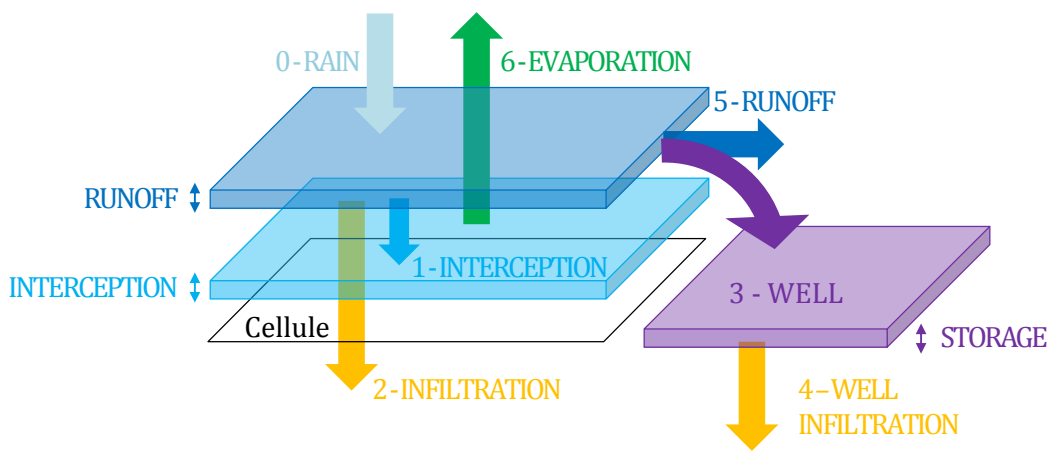 0-RAIN
6-EVAPORATION
5-RUNOFF
RUNOFF
1-INTERCEPTION
INTERCEPTION
3 - WELL
Cellule
STORAGE
2-INFILTRATION
4–WELL
INFILTRATION